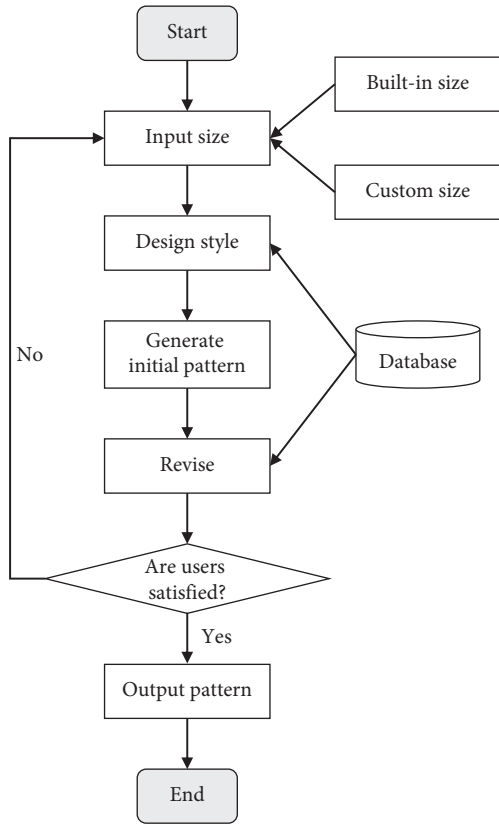 Start
Built-in size
Input size
Custom size
Design style
Generate
initial pattern
No
Database
Revise
Are users
satisfied?
Yes
Output pattern
End